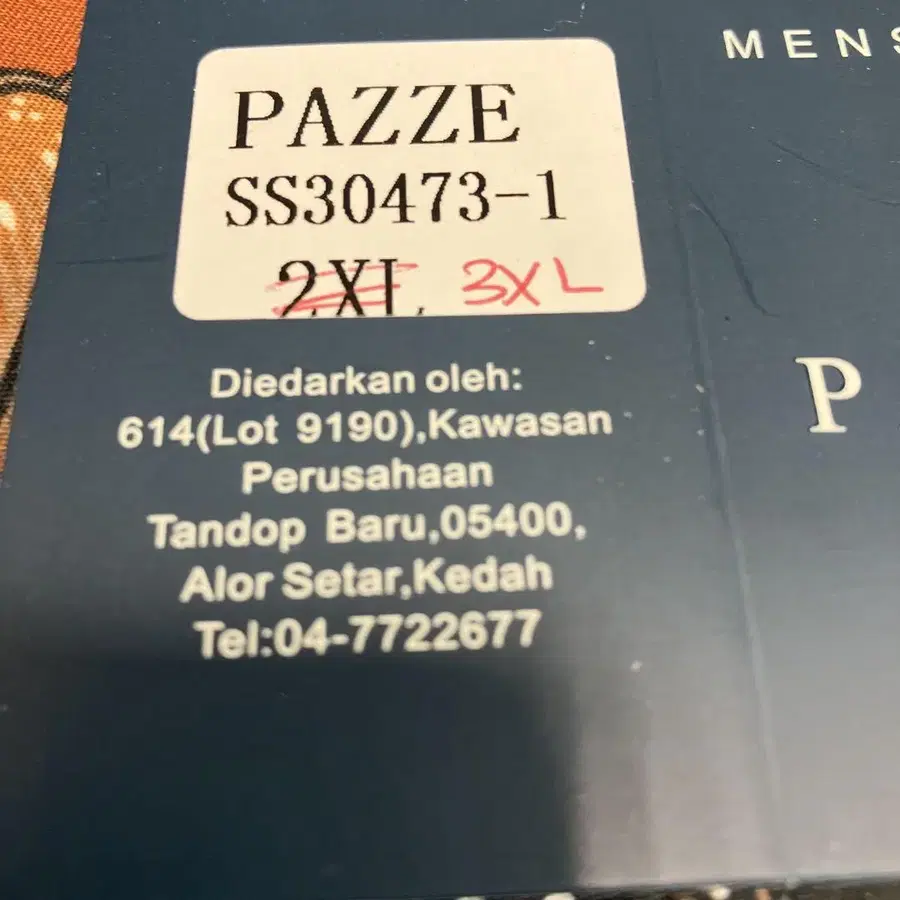 MENS
PAZZE
SS30473-1
2XL 3XL
Diedarkan oleh:
614(Lot 9190),Kawasan
Perusahaan
Tandop Baru,05400,
Alor Setar,Kedah
Tel:04-7722677
P